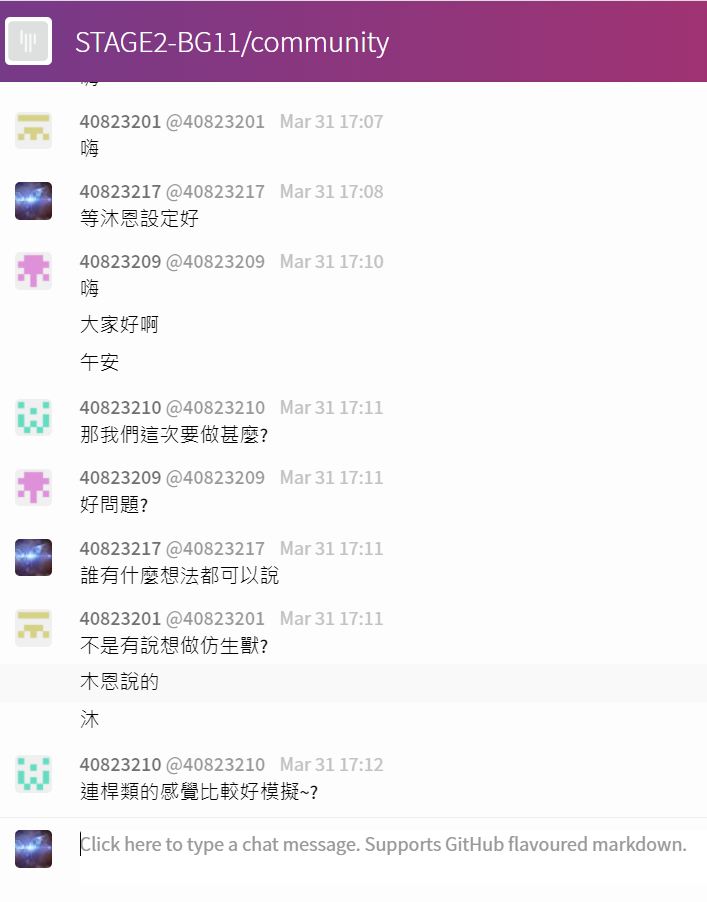 STAGE2-BG11/community
嗨
40823201 @40823201 Mar 31 17:07
嗨
40823217 @40823217 Mar 31 17:08
等沐恩設定好
40823209 @40823209 Mar 31 17:10
嗨
大家好啊
午安
40823210 @40823210 Mar 31 17:11
那我們這次要做甚麼?
40823209 @40823209 Mar 31 17:11
好問題?
40823217 @40823217 Mar 31 17:11
誰有什麼想法都可以說
40823201 @40823201 Mar 31 17:11
不是有說想做仿生獸?
木恩說的
沐
40823210 @40823210 Mar 31 17:12
連桿類的感覺比較好模擬~?
Click here to type a chat message. Supports GitHub flavoured markdown.